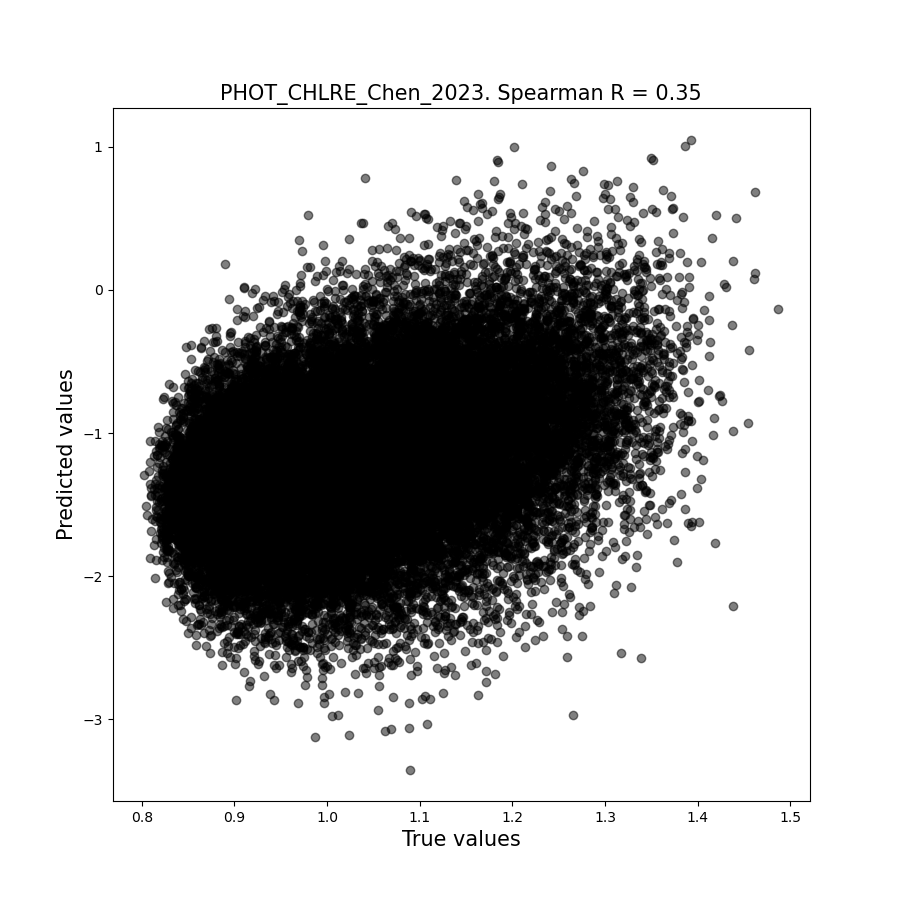 PHOT_CHLRE_Chen_2023. Spearman R = 0.35
1
0
−1
−2
−3
Predicted values
0.8 0.9 1.0 1.1 1.2 1.3 1.4 1.5
True values